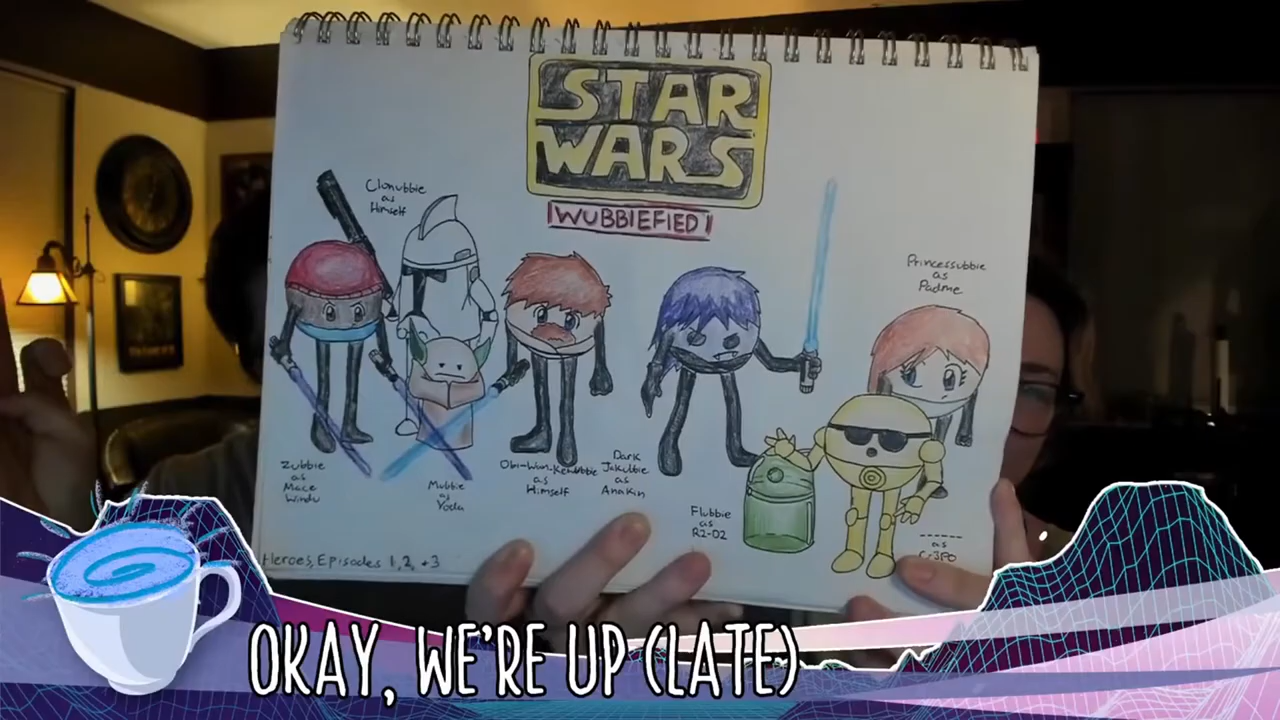 STAR
WARS
WUBBIEFIED!
Clonubbie
as
Himself
Princessubbie
as
Padme
Zubbie
as
Mace
Windu
Mubbie
as
Yoda
Obi-Wan-Kenubbie
as
Himself
Dark
Jakubbie
as
Anakin
Flubbie
as
R2-D2
------
as
C-3PO
Heroes, Episodes 1, 2, +3
OKAY, WE'RE UP (LATE)